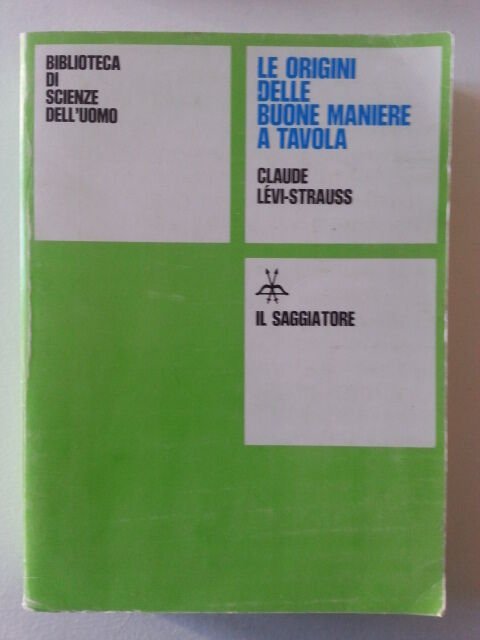 BIBLIOTECA
DI
SCIENZE
DELL'UOMO
LE ORIGINI
DELLE
BUONE MANIERE
A TAVOLA
CLAUDE
LÉVI-STRAUSS
IL SAGGIATORE